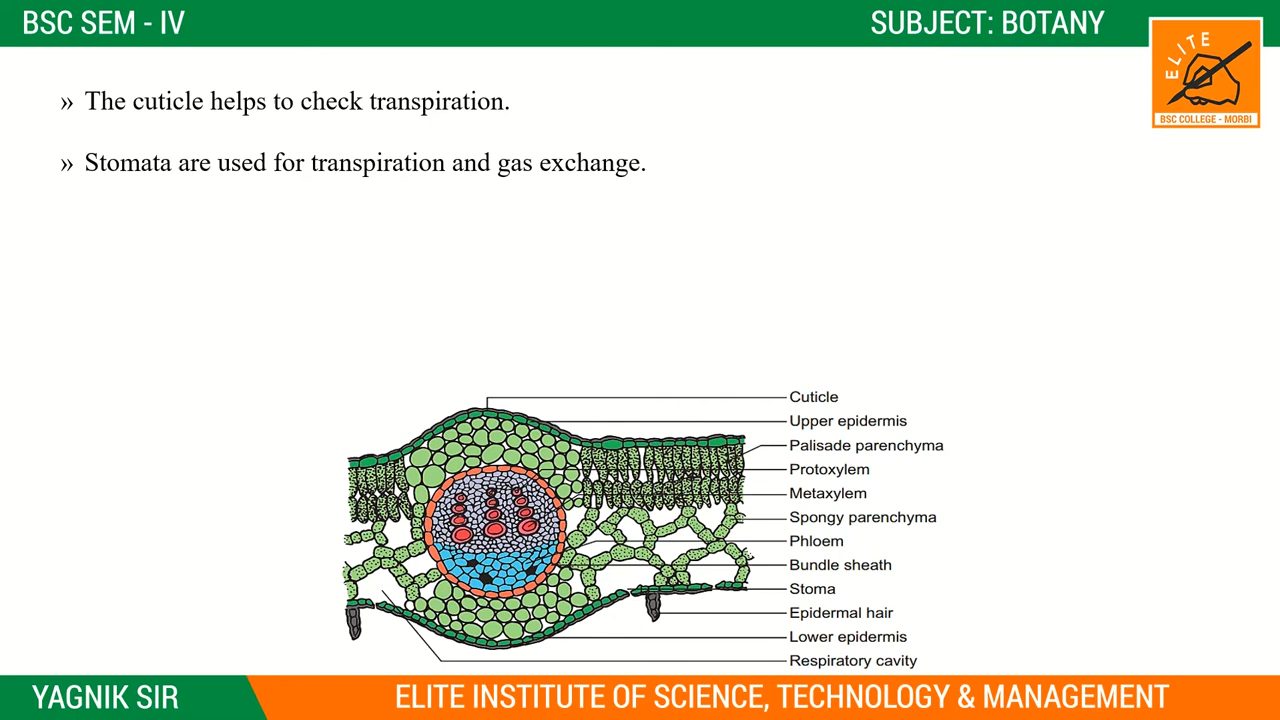 BSC SEM - IV
SUBJECT: BOTANY
ELITE
BSC COLLEGE - MORBI
» The cuticle helps to check transpiration.
» Stomata are used for transpiration and gas exchange.
Cuticle
Upper epidermis
Palisade parenchyma
Protoxylem
Metaxylem
Spongy parenchyma
Phloem
Bundle sheath
Stoma
Epidermal hair
Lower epidermis
Respiratory cavity
YAGNIK SIR
ELITE INSTITUTE OF SCIENCE, TECHNOLOGY & MANAGEMENT